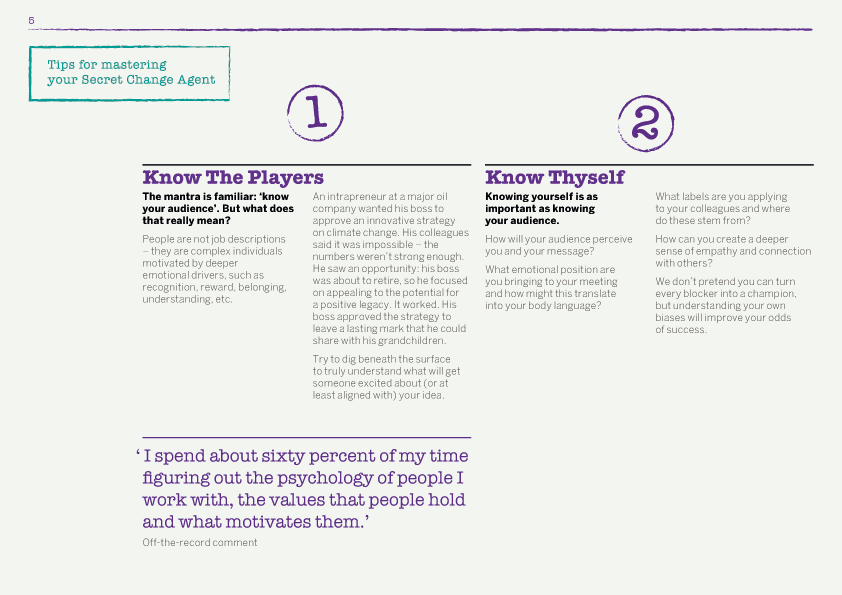 5
Tips for mastering
your Secret Change Agent
1
Know The Players
The mantra is familiar: ‘know
your audience’. But what does
that really mean?
People are not job descriptions
– they are complex individuals
motivated by deeper
emotional drivers, such as
recognition, reward, belonging,
understanding, etc.
An intrapreneur at a major oil
company wanted his boss to
approve an innovative strategy
on climate change. His colleagues
said it was impossible – the
numbers weren’t strong enough.
He saw an opportunity: his boss
was about to retire, so he focused
on appealing to the potential for
a positive legacy. It worked. His
boss approved the strategy to
leave a lasting mark that he could
share with his grandchildren.
Try to dig beneath the surface
to truly understand what will get
someone excited about (or at
least aligned with) your idea.
‘ I spend about sixty percent of my time
figuring out the psychology of people I
work with, the values that people hold
and what motivates them.’
Off-the-record comment
2
Know Thyself
Knowing yourself is as
important as knowing
your audience.
How will your audience perceive
you and your message?
What emotional position are
you bringing to your meeting
and how might this translate
into your body language?
What labels are you applying
to your colleagues and where
do these stem from?
How can you create a deeper
sense of empathy and connection
with others?
We don’t pretend you can turn
every blocker into a champion,
but understanding your own
biases will improve your odds
of success.